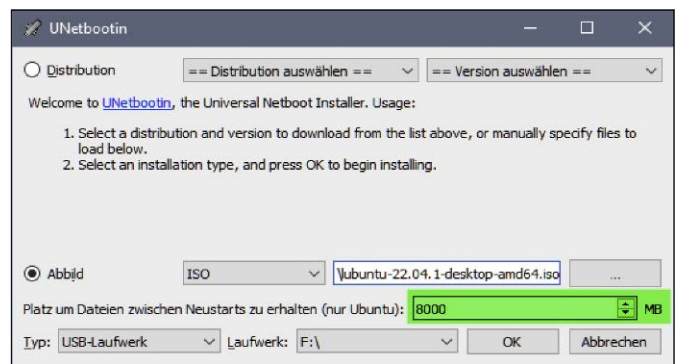 UNetbootin
Distribution == Distribution auswählen == == Version auswählen ==
Welcome to UNetbootin, the Universal Netboot Installer. Usage:
1. Select a distribution and version to download from the list above, or manually specify files to
load below.
2. Select an installation type, and press OK to begin installing.
Abbild ISO \lubuntu-22.04.1-desktop-amd64.iso ...
Platz um Dateien zwischen Neustarts zu erhalten (nur Ubuntu): 8000 MB
Typ: USB-Laufwerk Laufwerk: F:\ OK Abbrechen